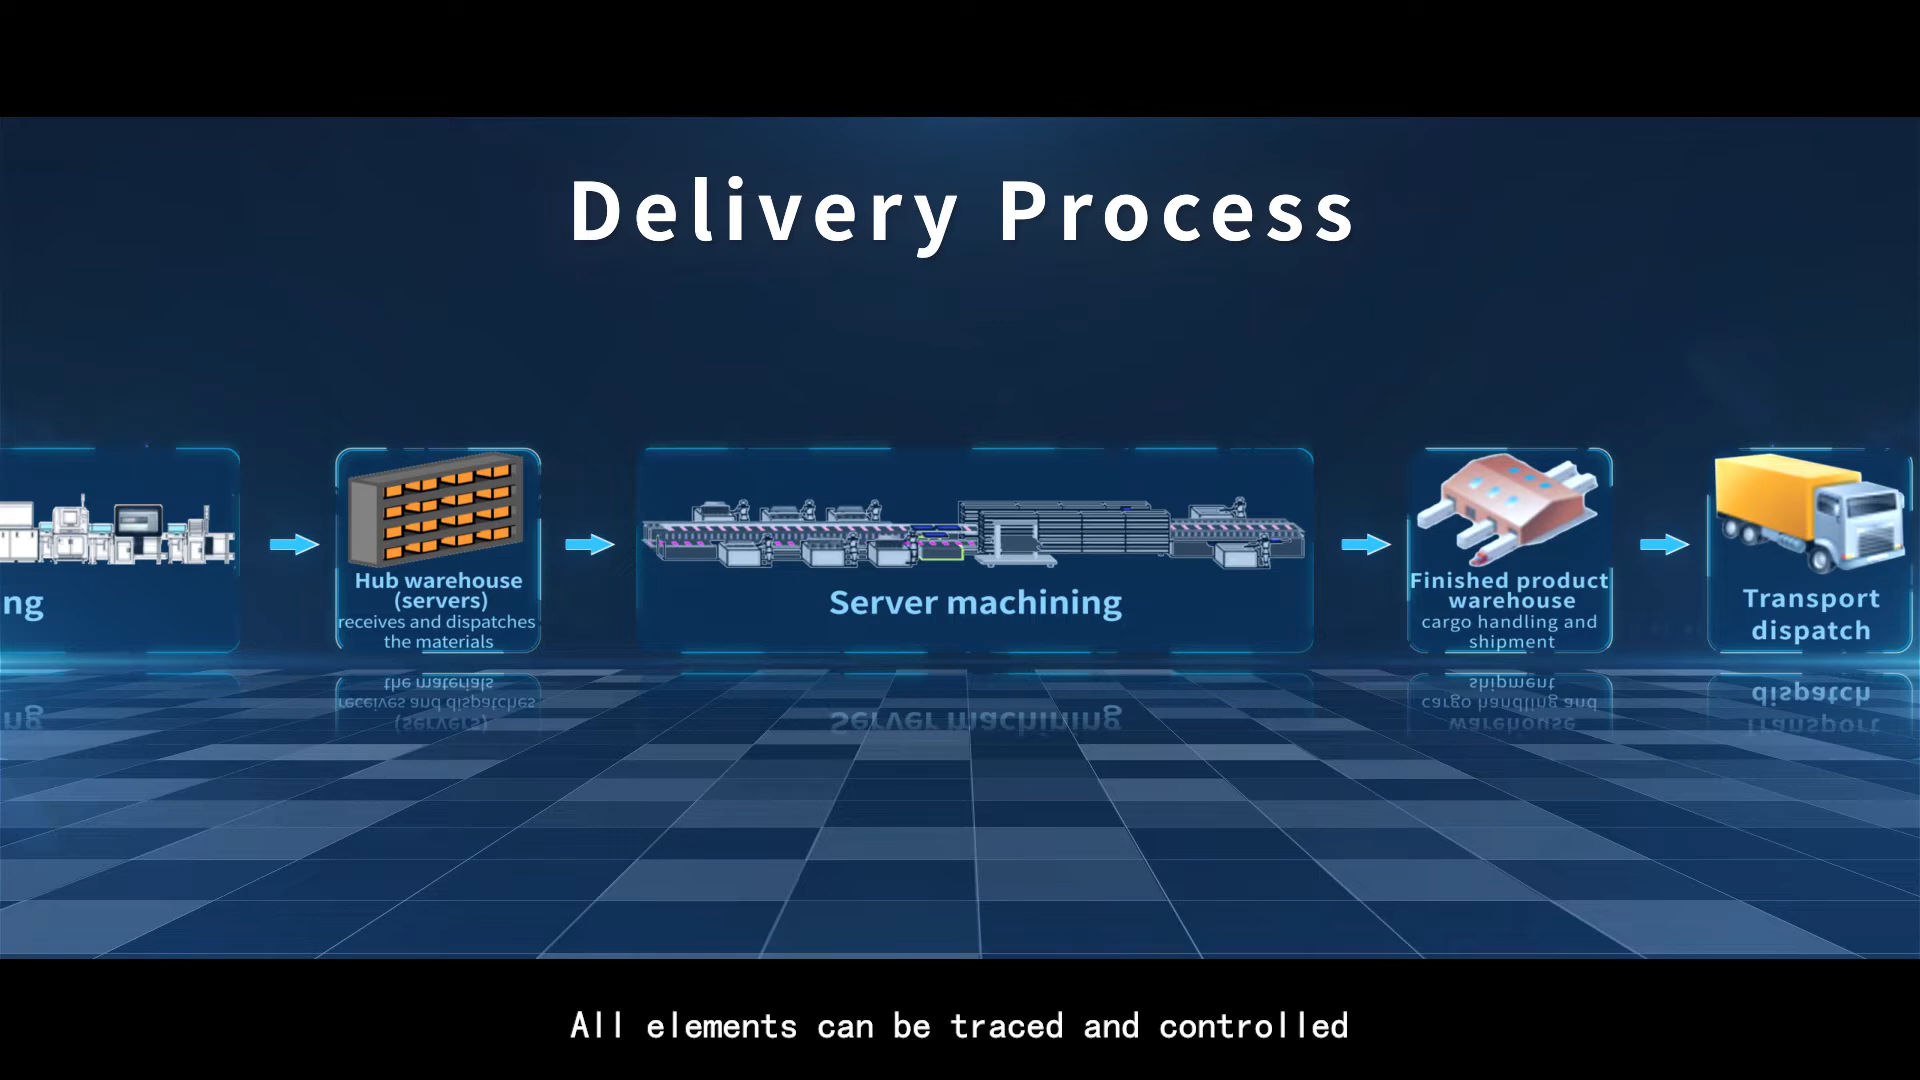 Delivery Process
ng
Hub warehouse
(servers)
receives and dispatches
the materials
Server machining
Finished product
warehouse
cargo handling and
shipment
Transport
dispatch
All elements can be traced and controlled